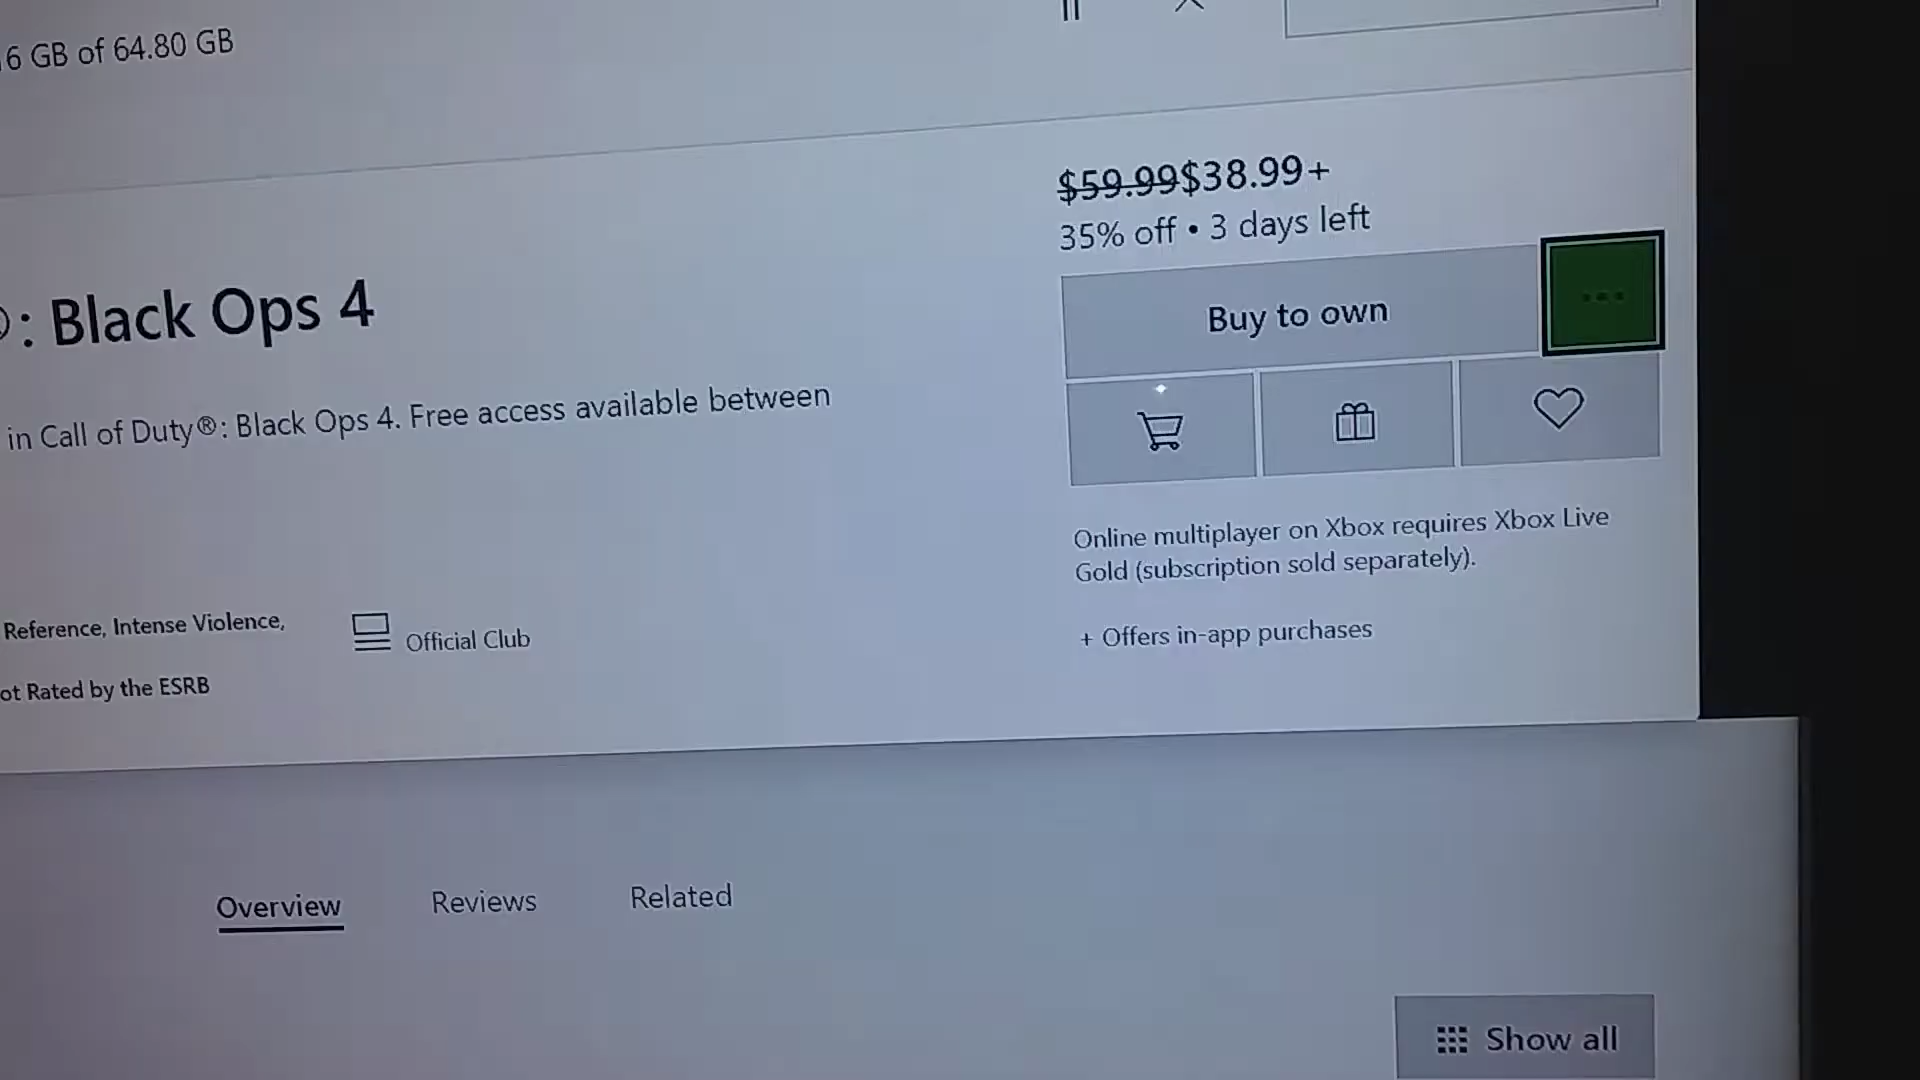 6 GB of 64.80 GB
$59.99$38.99+
35% off • 3 days left
®: Black Ops 4
Buy to own
in Call of Duty®: Black Ops 4. Free access available between
Online multiplayer on Xbox requires Xbox Live
Gold (subscription sold separately).
Reference, Intense Violence,
Official Club
+ Offers in-app purchases
ot Rated by the ESRB
Overview
Reviews
Related
Show all